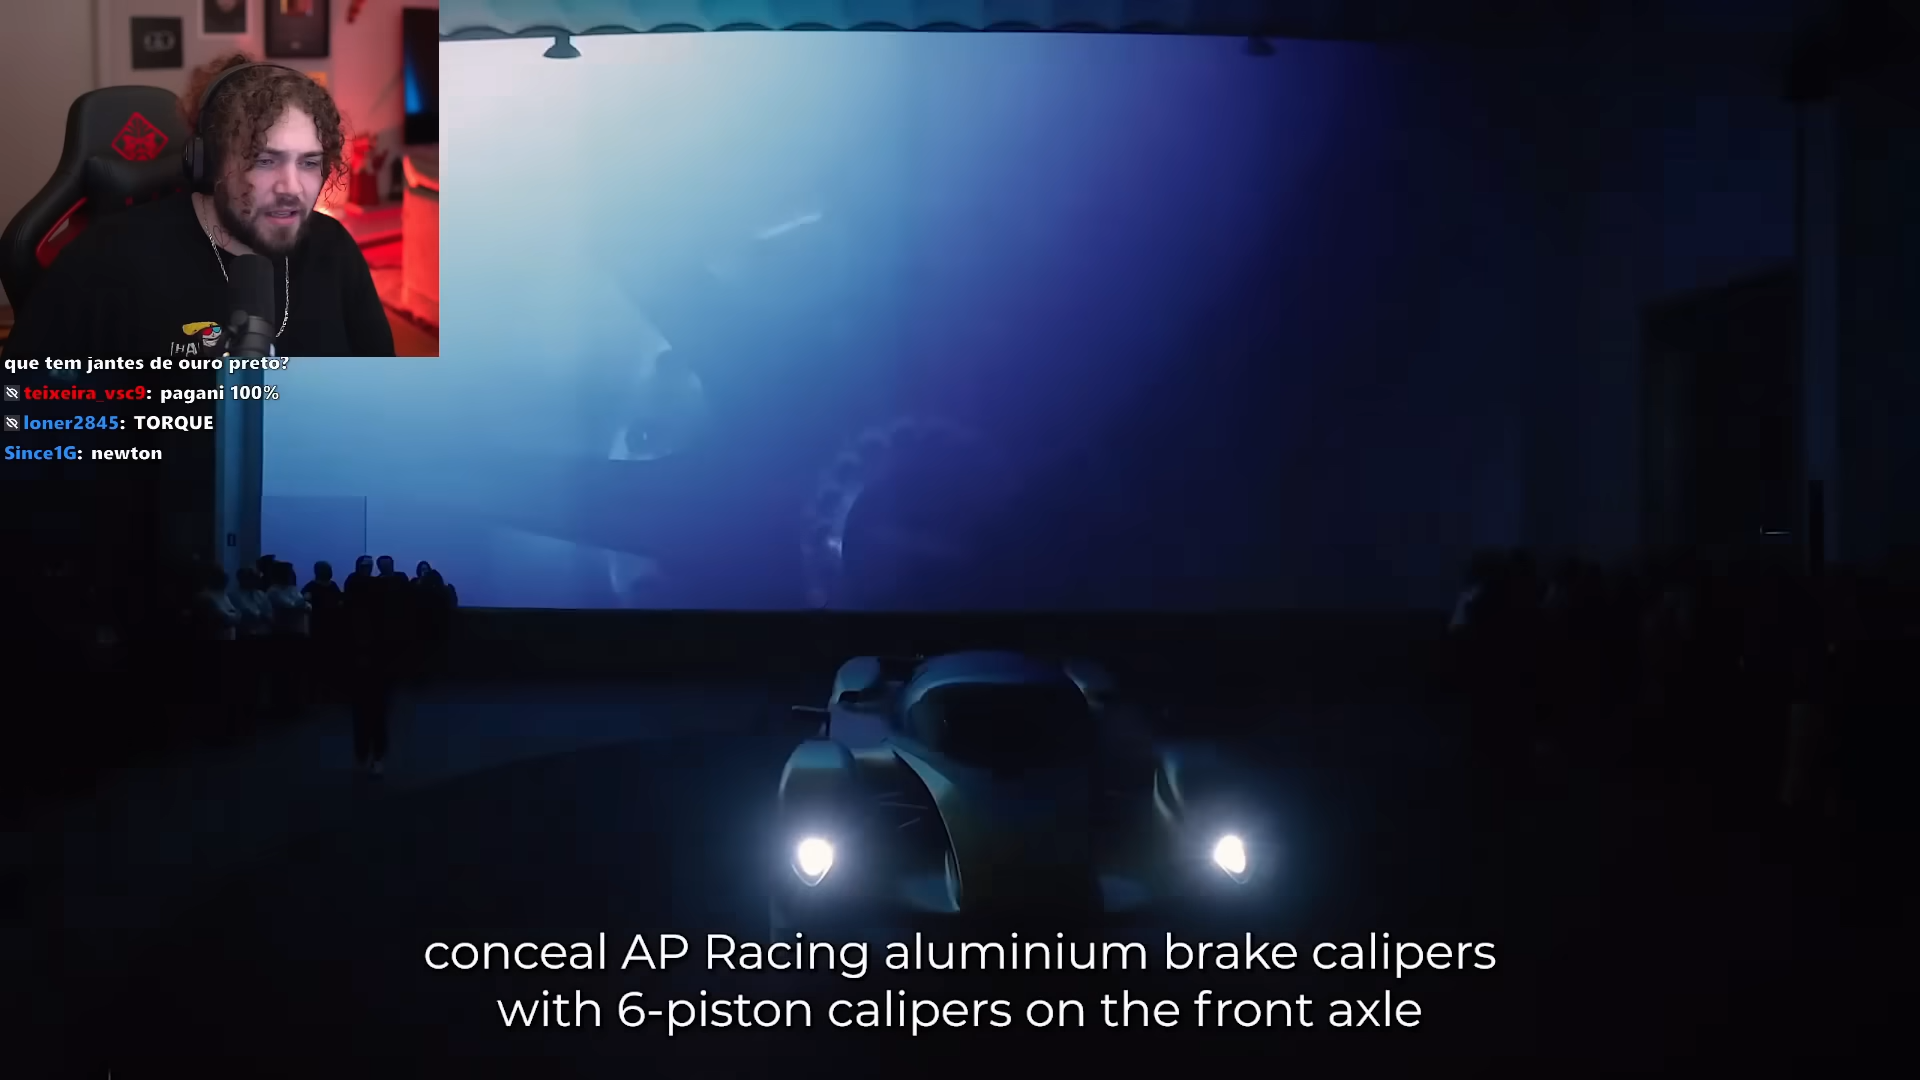 HA
que tem jantes de ouro preto?
teixeira_vsc9: pagani 100%
loner2845: TORQUE
Since1G: newton
conceal AP Racing aluminium brake calipers
with 6-piston calipers on the front axle